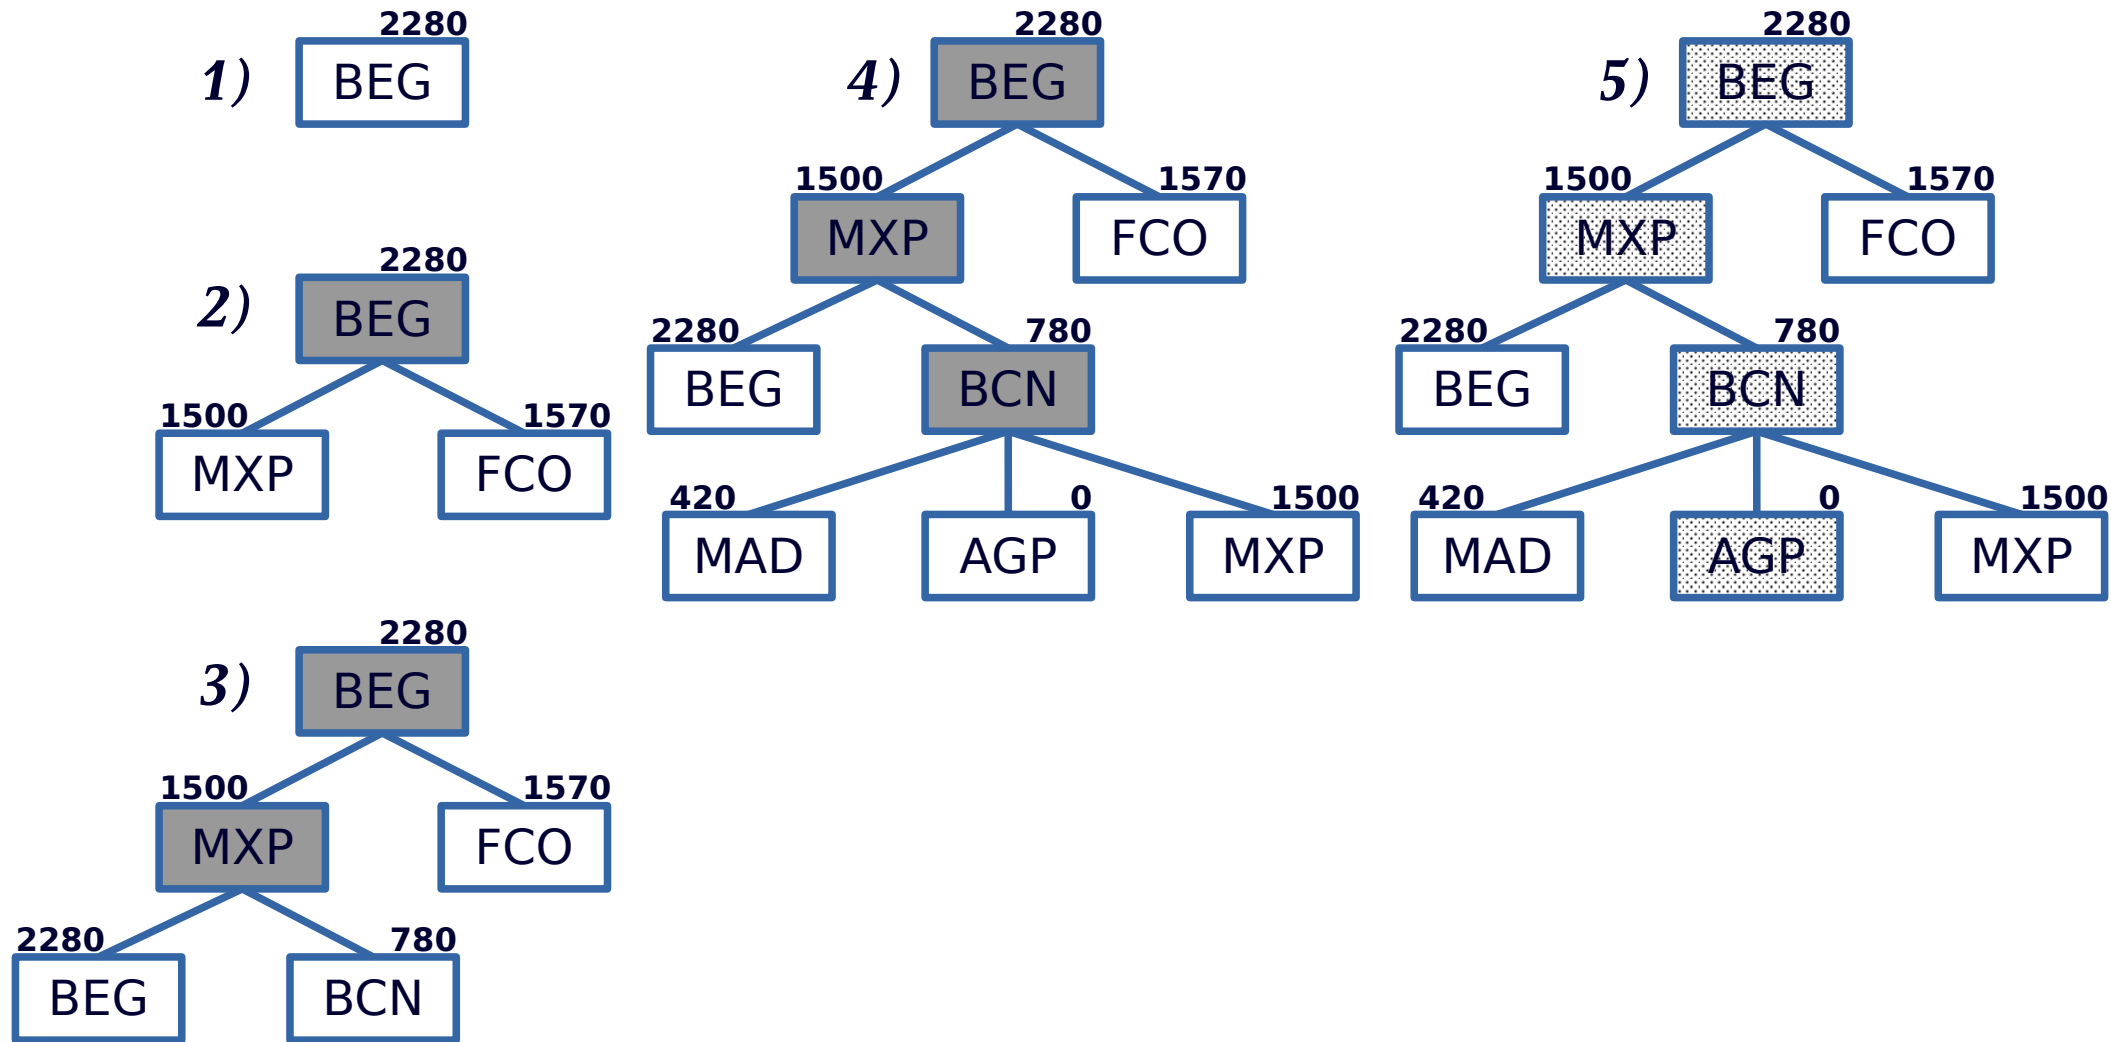 1)
2280
BEG
2)
2280
BEG
1500 1570
MXP FCO
3)
2280
BEG
1500 1570
MXP FCO
2280 780
BEG BCN
4)
2280
BEG
1500 1570
MXP FCO
2280 780
BEG BCN
420 0 1500
MAD AGP MXP
5)
2280
BEG
1500 1570
MXP FCO
2280 780
BEG BCN
420 0 1500
MAD AGP MXP